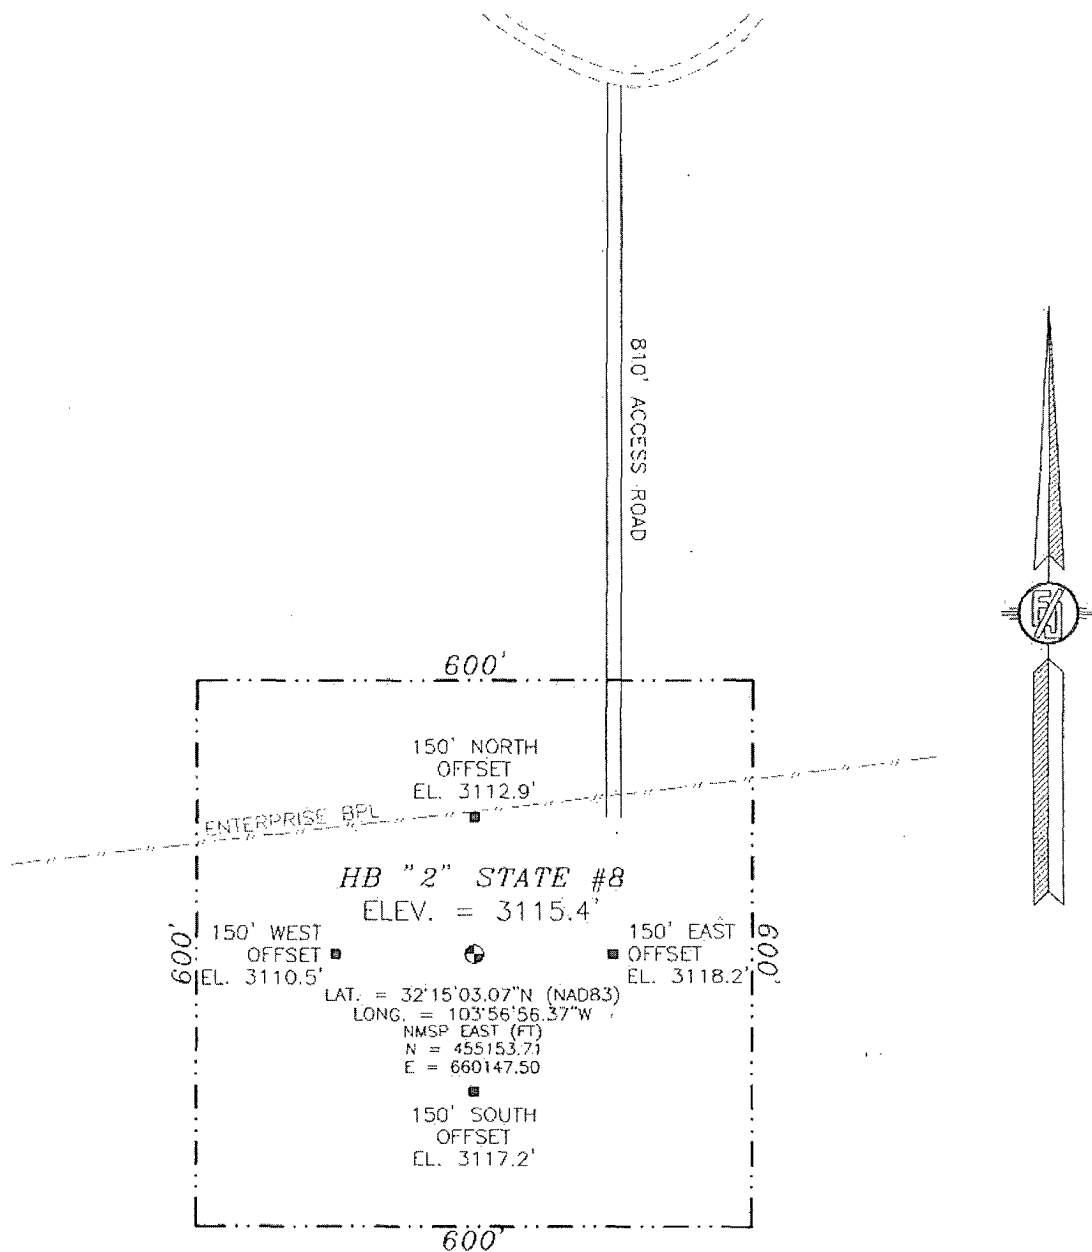 810' ACCESS ROAD
600'
150' NORTH
OFFSET
EL. 3112.9'
ENTERPRISE BPL
HB "2" STATE #8
ELEV. = 3115.4'
600'
150' WEST
OFFSET
EL. 3110.5'
150' EAST
OFFSET
EL. 3118.2'
600'
LAT. = 32°15'03.07"N (NAD83)
LONG. = 103°56'56.37"W
NMSP EAST (FT)
N = 455153.71
E = 660147.50
150' SOUTH
OFFSET
EL. 3117.2'
600'